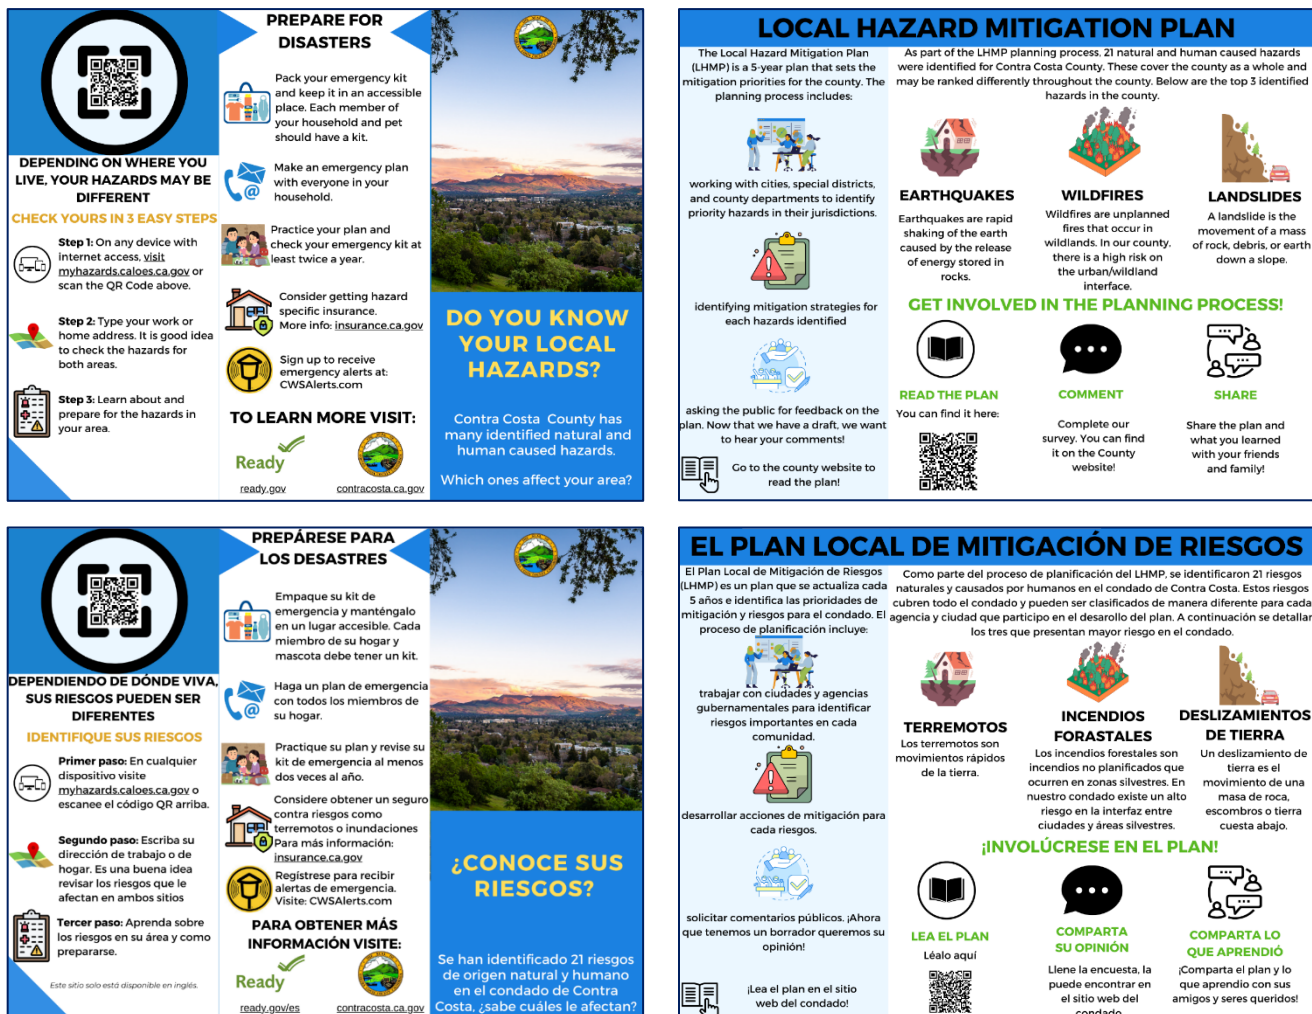 DEPENDING ON WHERE YOU
LIVE, YOUR HAZARDS MAY BE
DIFFERENT
CHECK YOURS IN 3 EASY STEPS
Step 1: On any device with
internet access, visit
myhazards.caloes.ca.gov or
scan the QR Code above.
Step 2: Type your work or
home address. It is good idea
to check the hazards for
both areas.
Step 3: Learn about and
prepare for the hazards in
your area.
PREPARE FOR
DISASTERS
Pack your emergency kit
and keep it in an accessible
place. Each member of
your household and pet
should have a kit.
Make an emergency plan
with everyone in your
household.
Practice your plan and
check your emergency kit at
least twice a year.
Consider getting hazard
specific insurance.
More info: insurance.ca.gov
Sign up to receive
emergency alerts at:
CWSAlerts.com
TO LEARN MORE VISIT:
Ready
ready.gov
contracosta.ca.gov
DO YOU KNOW
YOUR LOCAL
HAZARDS?
Contra Costa County has
many identified natural and
human caused hazards.
Which ones affect your area?
LOCAL HAZARD MITIGATION PLAN
The Local Hazard Mitigation Plan
(LHMP) is a 5-year plan that sets the
mitigation priorities for the county. The
planning process includes:
working with cities, special districts,
and county departments to identify
priority hazards in their jurisdictions.
identifying mitigation strategies for
each hazards identified
asking the public for feedback on the
plan. Now that we have a draft, we want
to hear your comments!
Go to the county website to
read the plan!
As part of the LHMP planning process, 21 natural and human caused hazards
were identified for Contra Costa County. These cover the county as a whole and
may be ranked differently throughout the county. Below are the top 3 identified
hazards in the county.
EARTHQUAKES
Earthquakes are rapid
shaking of the earth
caused by the release
of energy stored in
rocks.
WILDFIRES
Wildfires are unplanned
fires that occur in
wildlands. In our county,
there is a high risk on
the urban/wildland
interface.
LANDSLIDES
A landslide is the
movement of a mass
of rock, debris, or earth
down a slope.
GET INVOLVED IN THE PLANNING PROCESS!
READ THE PLAN
You can find it here:
COMMENT
Complete our
survey. You can find
it on the County
website!
SHARE
Share the plan and
what you learned
with your friends
and family!
DEPENDIENDO DE DÓNDE VIVA,
SUS RIESGOS PUEDEN SER
DIFERENTES
IDENTIFIQUE SUS RIESGOS
Primer paso: En cualquier
dispositivo visite
myhazards.caloes.ca.gov o
escanee el código QR arriba.
Segundo paso: Escriba su
dirección de trabajo o de
hogar. Es una buena idea
revisar los riesgos que le
afectan en ambos sitios
Tercer paso: Aprenda sobre
los riesgos en su área y como
prepararse.
Este sitio solo está disponible en inglés.
PREPÁRESE PARA
LOS DESASTRES
Empaque su kit de
emergencia y manténgalo
en un lugar accesible. Cada
miembro de su hogar y
mascota debe tener un kit.
Haga un plan de emergencia
con todos los miembros de
su hogar.
Practique su plan y revise su
kit de emergencia al menos
dos veces al año.
Considere obtener un seguro
contra riesgos como
terremotos o inundaciones
Para más información:
insurance.ca.gov
Regístrese para recibir
alertas de emergencia.
Visite: CWSAlerts.com
PARA OBTENER MÁS
INFORMACIÓN VISITE:
Ready
ready.gov/es
contracosta.ca.gov
¿CONOCE SUS
RIESGOS?
Se han identificado 21 riesgos
de origen natural y humano
en el condado de Contra
Costa, ¿sabe cuáles le afectan?
EL PLAN LOCAL DE MITIGACIÓN DE RIESGOS
El Plan Local de Mitigación de Riesgos
(LHMP) es un plan que se actualiza cada
5 años e identifica las prioridades de
mitigación y riesgos para el condado. El
proceso de planificación incluye:
trabajar con ciudades y agencias
gubernamentales para identificar
riesgos importantes en cada
comunidad.
desarrollar acciones de mitigación para
cada riesgos.
solicitar comentarios públicos. ¡Ahora
que tenemos un borrador queremos su
opinión!
¡Lea el plan en el sitio
web del condado!
Como parte del proceso de planificación del LHMP, se identificaron 21 riesgos
naturales y causados por humanos en el condado de Contra Costa. Estos riesgos
cubren todo el condado y pueden ser clasificados de manera diferente para cada
agencia y ciudad que participo en el desarollo del plan. A continuación se detallan
los tres que presentan mayor riesgo en el condado.
TERREMOTOS
Los terremotos son
movimientos rápidos
de la tierra.
INCENDIOS
FORASTALES
Los incendios forestales son
incendios no planificados que
ocurren en zonas silvestres. En
nuestro condado existe un alto
riesgo en la interfaz entre
ciudades y áreas silvestres.
DESLIZAMIENTOS
DE TIERRA
Un deslizamiento de
tierra es el
movimiento de una
masa de roca,
escombros o tierra
cuesta abajo.
¡INVOLÚCRESE EN EL PLAN!
LEA EL PLAN
Léalo aquí
COMPARTA
SU OPINIÓN
Llene la encuesta, la
puede encontrar en
el sitio web del
condado
COMPARTA LO
QUE APRENDIÓ
¡Comparta el plan y lo
que aprendio con sus
amigos y seres queridos!